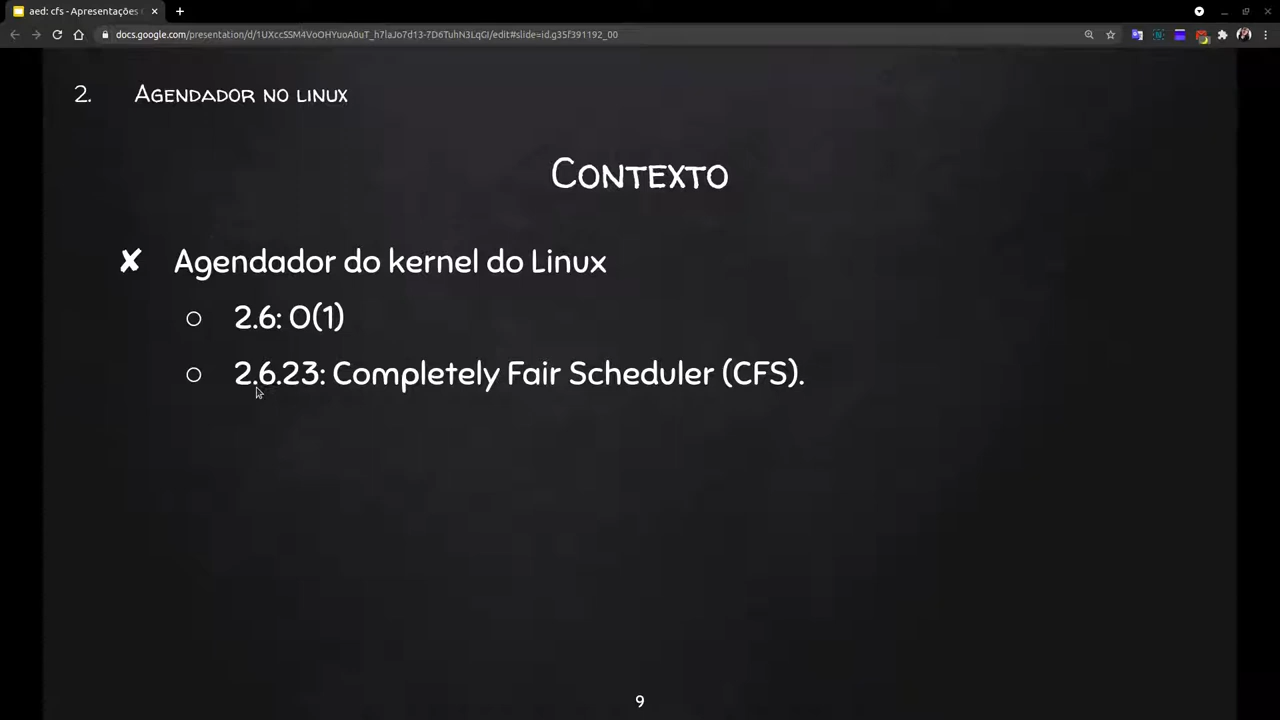 aed: cfs - Apresentações
docs.google.com/presentation/d/1UXccSSM4VoOHYuoA0uT_h7laJo7d13-7D6TuhN3LqGI/edit#slide=id.g35f391192_00
2. Agendador no linux
Contexto
✘ Agendador do kernel do Linux
○ 2.6: O(1)
○ 2.6.23: Completely Fair Scheduler (CFS).
9